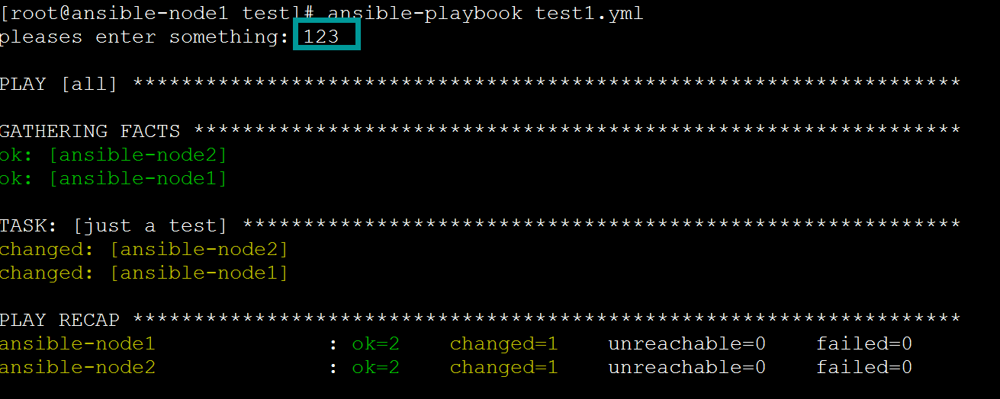 [root@ansible-node1 test]# ansible-playbook test1.yml
pleases enter something: 123
PLAY [all] ********************************************************************
GATHERING FACTS ***************************************************************
ok: [ansible-node2]
ok: [ansible-node1]
TASK: [just a test] ***********************************************************
changed: [ansible-node2]
changed: [ansible-node1]
PLAY RECAP ********************************************************************
ansible-node1              : ok=2    changed=1    unreachable=0    failed=0
ansible-node2              : ok=2    changed=1    unreachable=0    failed=0